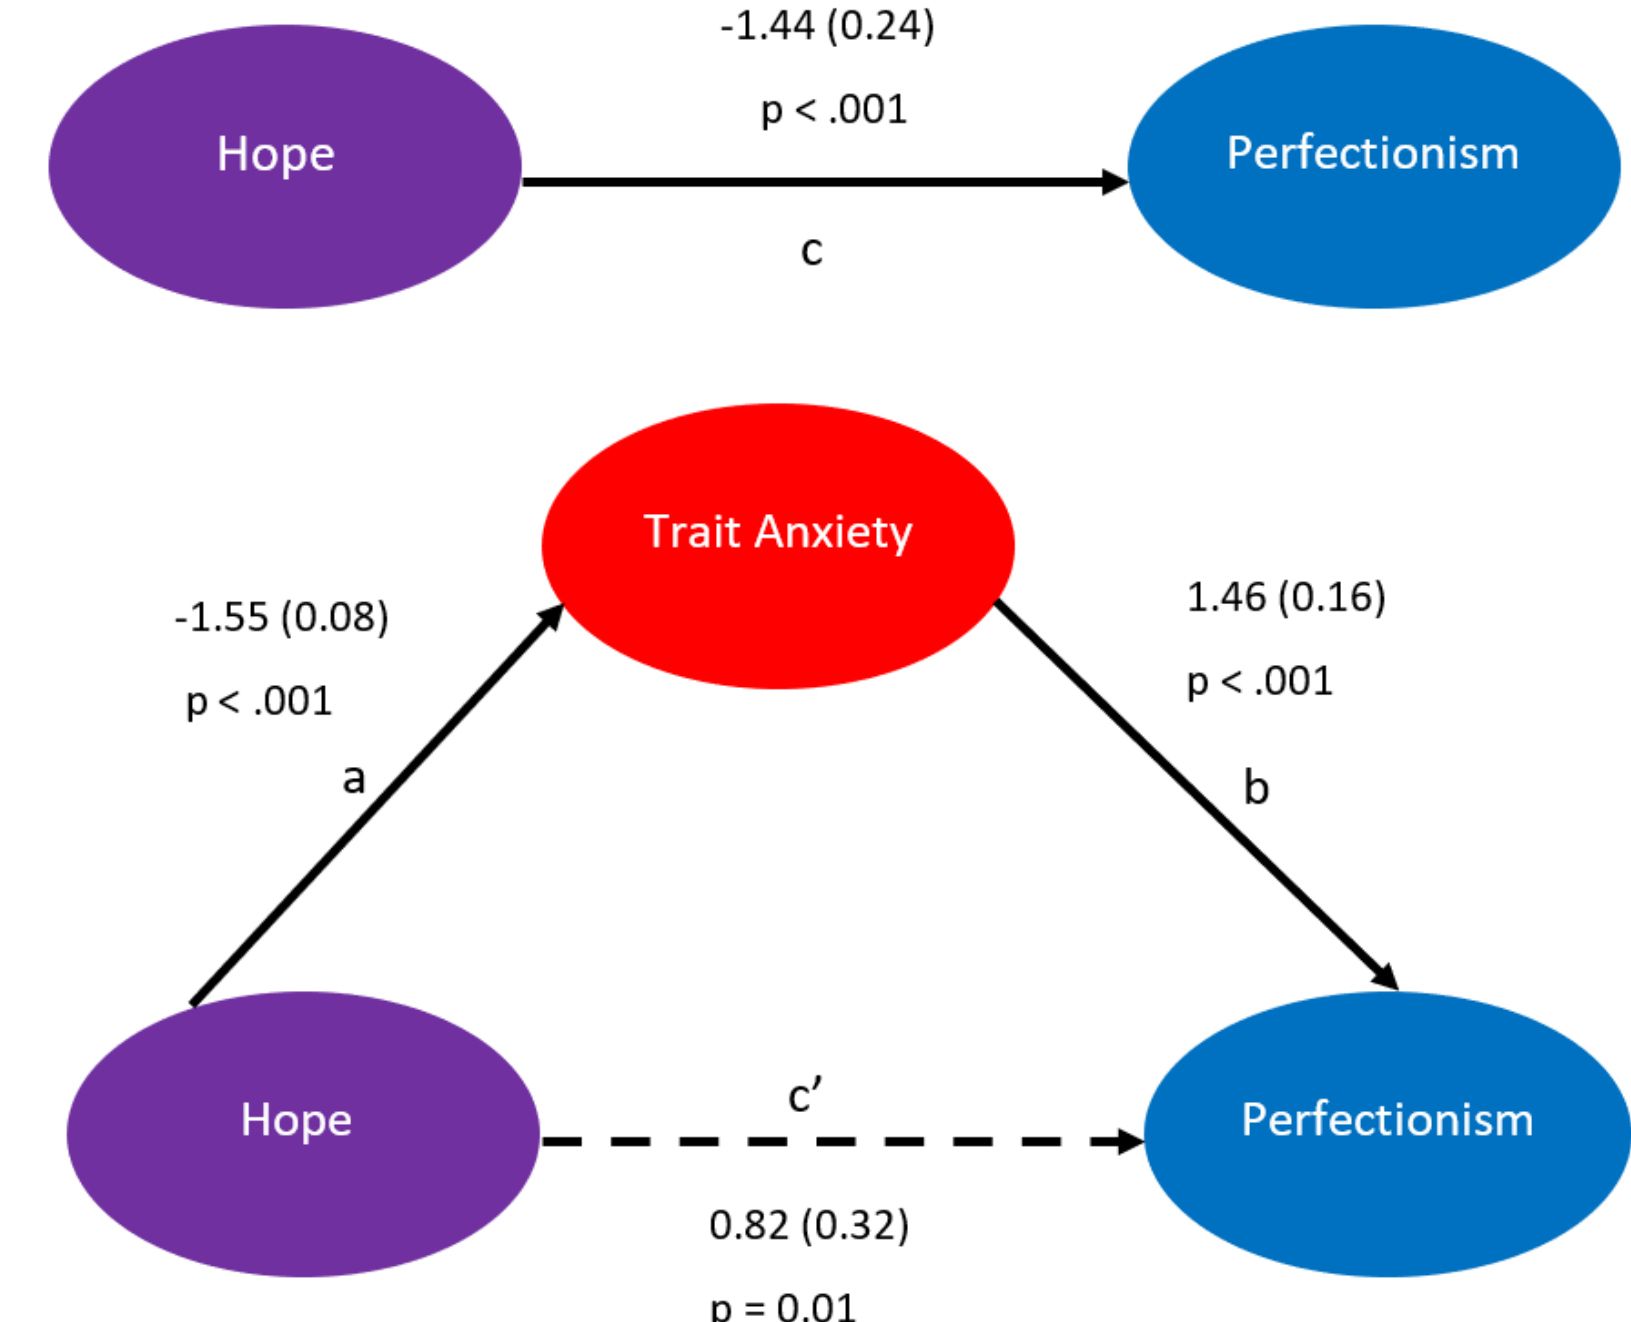 -1.44 (0.24)
p < .001
Hope
Perfectionism
c
Trait Anxiety
-1.55 (0.08)
p < .001
a
1.46 (0.16)
p < .001
b
Hope
c’
Perfectionism
0.82 (0.32)
p = 0.01